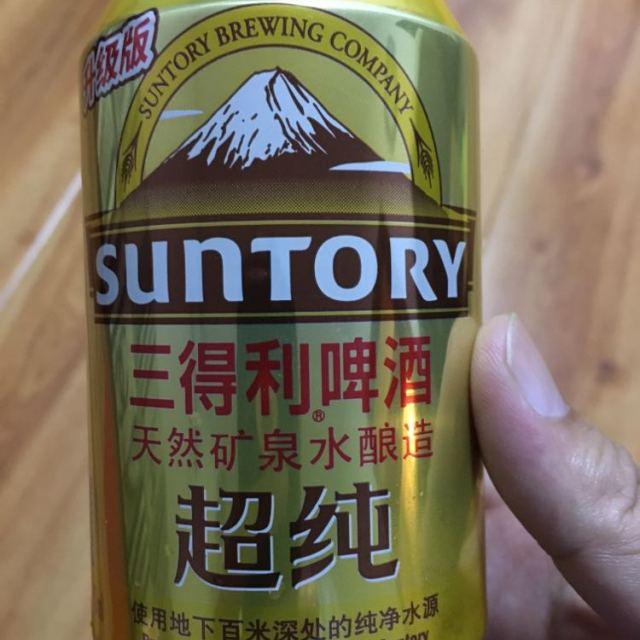 升级版
SUNTORY BREWING COMPANY
SUNTORY
三得利啤酒®
天然矿泉水酿造
超纯
使用地下百米深处的纯净水源